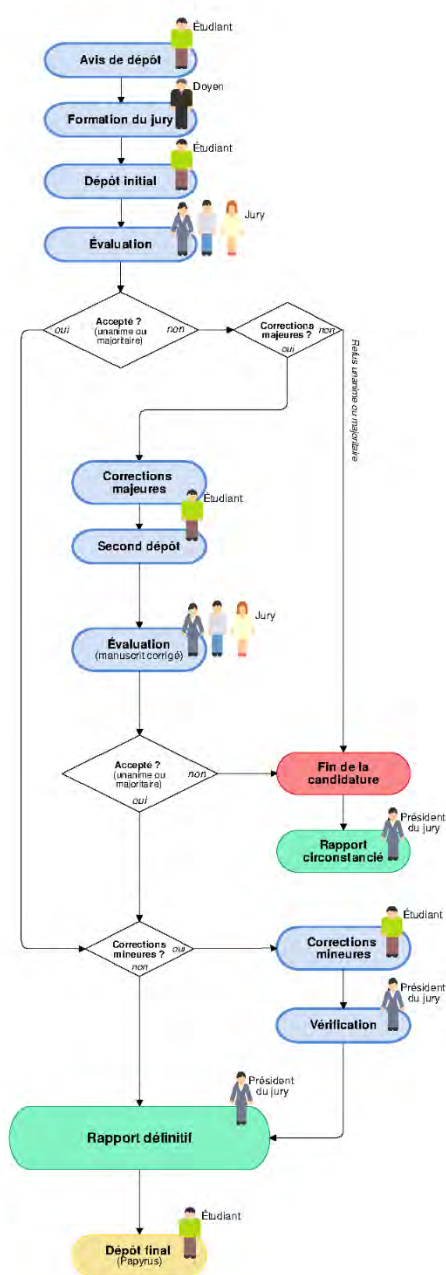 Étudiant
Avis de dépôt
Doyen
Formation du jury
Étudiant
Dépôt initial
Jury
Évaluation
Accepté ?
(unanime ou
majoritaire)
oui
non
Corrections
majeures ?
non
oui
Refus unanime ou majoritaire
Corrections
majeures
Étudiant
Second dépôt
Jury
Évaluation
(manuscrit corrigé)
Accepté ?
(unanime ou
majoritaire)
non
oui
Fin de la
candidature
Président
du jury
Rapport
circonstancié
Étudiant
Corrections
mineures ?
oui
non
Corrections
mineures
Président
du jury
Vérification
Président
du jury
Rapport définitif
Étudiant
Dépôt final
(Papyrus)